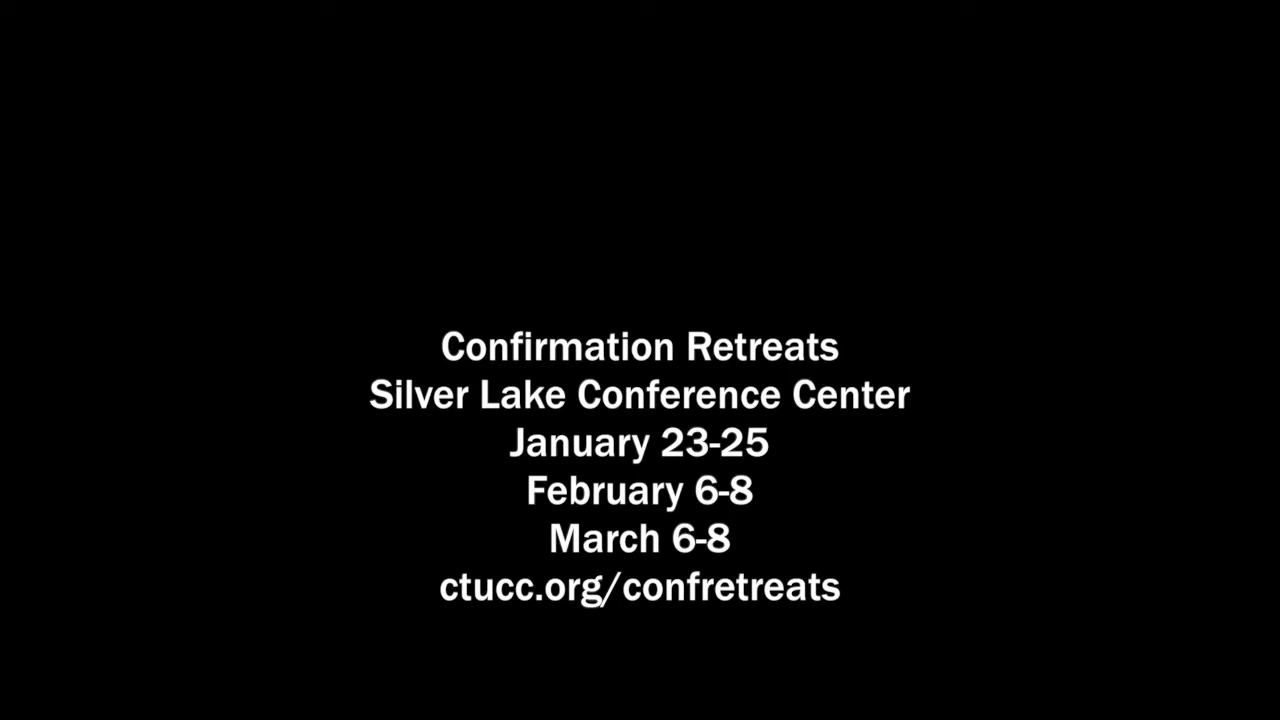 Confirmation Retreats
Silver Lake Conference Center
January 23-25
February 6-8
March 6-8
ctucc.org/confretreats